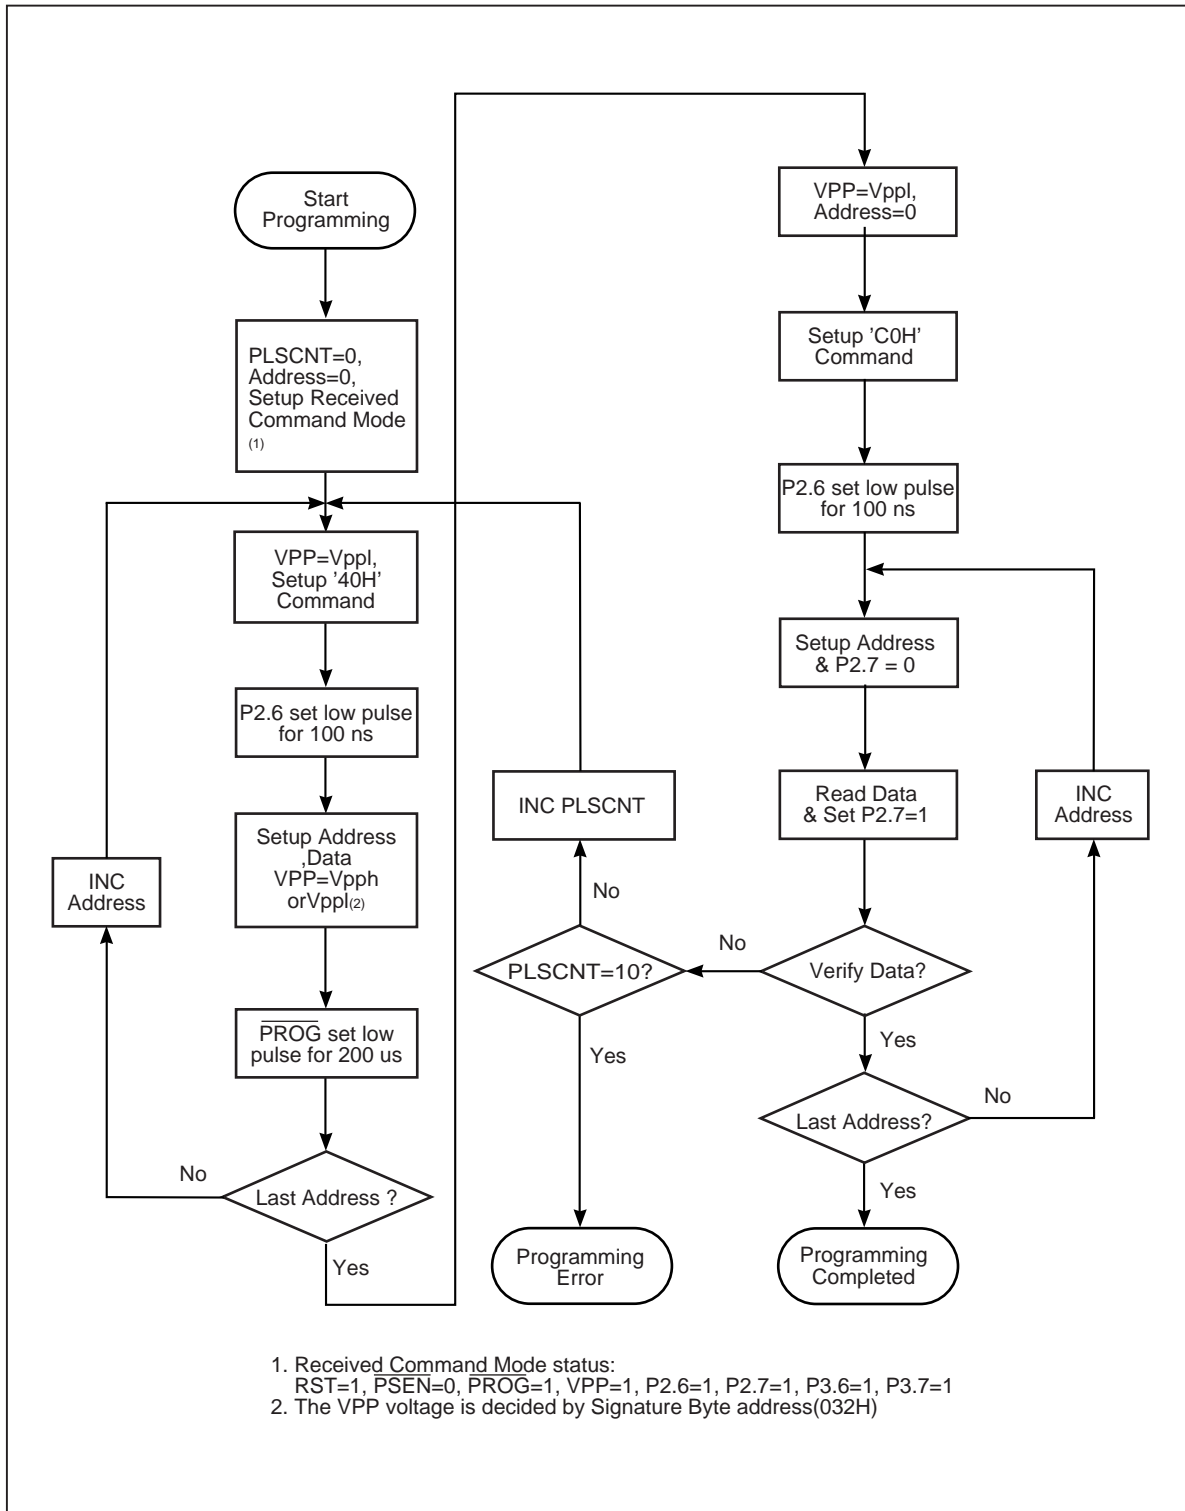 Start
Programming
PLSCNT=0,
Address=0,
Setup Received
Command Mode
(1)
VPP=Vppl,
Setup '40H'
Command
P2.6 set low pulse
for 100 ns
Setup Address
,Data
VPP=Vpph
orVppl(2)
INC
Address
PROG set low
pulse for 200 us
No
Last Address ?
Yes
VPP=Vppl,
Address=0
Setup 'C0H'
Command
P2.6 set low pulse
for 100 ns
Setup Address
& P2.7 = 0
Read Data
& Set P2.7=1
INC
Address
INC PLSCNT
No
PLSCNT=10?
No
Verify Data?
Yes
Yes
Last Address?
No
Yes
Programming
Error
Programming
Completed
1. Received Command Mode status:
RST=1, PSEN=0, PROG=1, VPP=1, P2.6=1, P2.7=1, P3.6=1, P3.7=1
2. The VPP voltage is decided by Signature Byte address(032H)